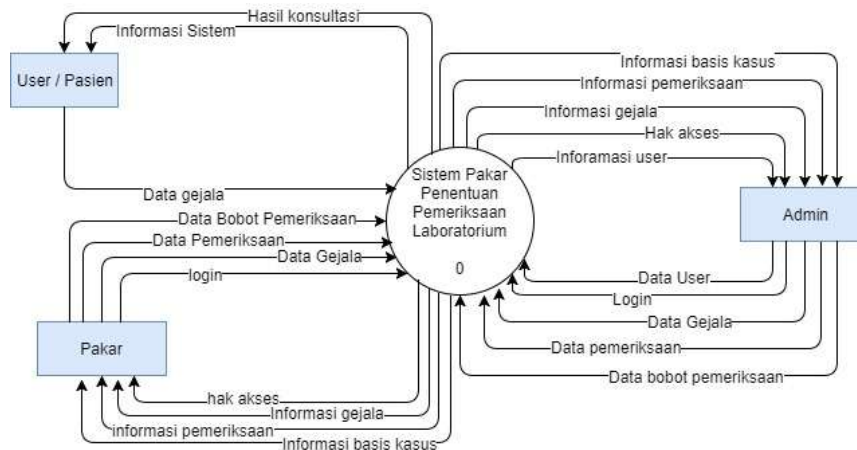 Hasil konsultasi
Informasi Sistem
User / Pasien
Data gejala
Informasi basis kasus
Informasi pemeriksaan
Informasi gejala
Hak akses
Inforamasi user
Sistem Pakar
Penentuan
Pemeriksaan
Laboratorium
0
Admin
Data Bobot Pemeriksaan
Data Pemeriksaan
Data Gejala
login
Pakar
Data User
Login
Data Gejala
Data pemeriksaan
Data bobot pemeriksaan
hak akses
Informasi gejala
informasi pemeriksaan
Informasi basis kasus